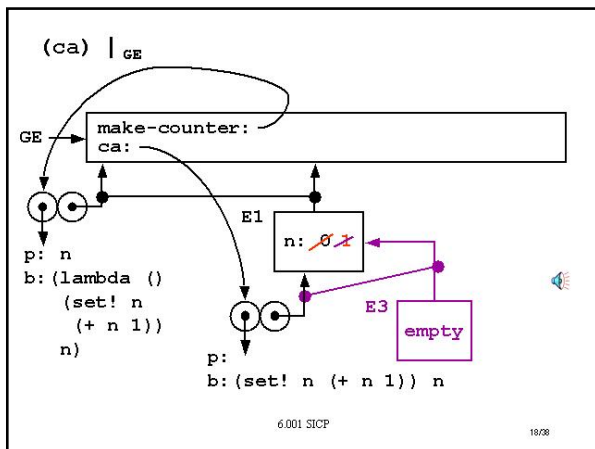 (ca) | GE
make-counter:
GE
ca:
E1
n: 0 1
p: n
b: (lambda ()
(set! n
(+ n 1))
n)
E3
empty
p:
b: (set! n (+ n 1)) n
6.001 SICP
18/38